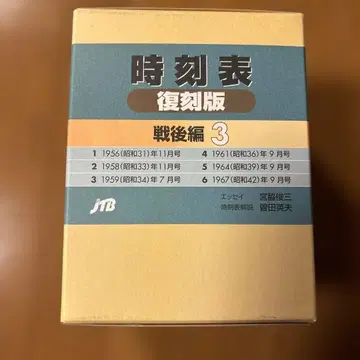 時刻表
復刻版
戦後編 3
1 1956(昭和31)年11月号
2 1958(昭和33)年11月号
3 1959(昭和34)年 7月号
4 1961(昭和36)年 9月号
5 1964(昭和39)年 9月号
6 1967(昭和42)年 9月号
エッセイ 宮脇俊三
時刻表解説 曽田英夫
JTB